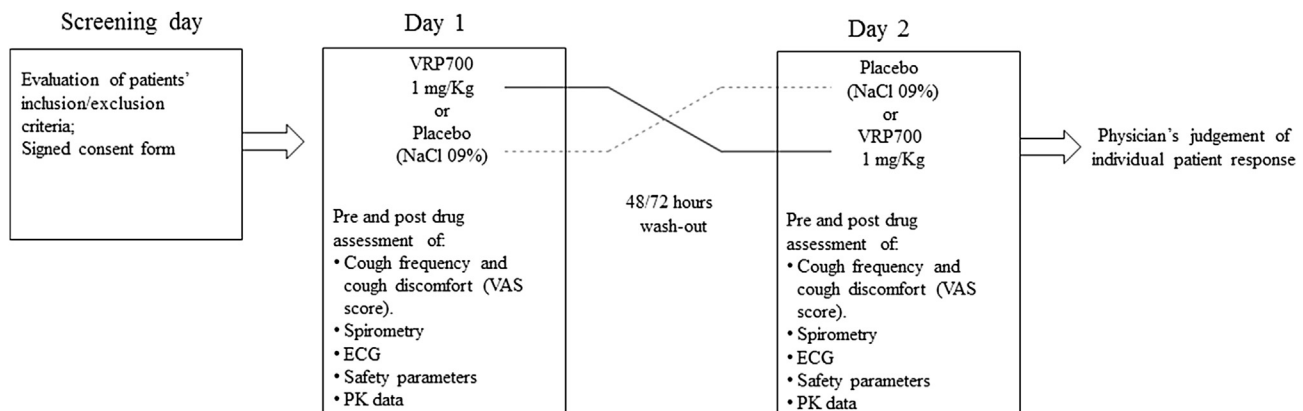 Screening day
Evaluation of patients'
inclusion/exclusion
criteria;
Signed consent form
Day 1
VRP700
1 mg/Kg
or
Placebo
(NaCl 09%)
Pre and post drug
assessment of:
• Cough frequency and
cough discomfort (VAS
score).
• Spirometry
• ECG
• Safety parameters
• PK data
48/72 hours
wash-out
Day 2
Placebo
(NaCl 09%)
or
VRP700
1 mg/Kg
Pre and post drug
assessment of:
• Cough frequency and
cough discomfort (VAS
score).
• Spirometry
• ECG
• Safety parameters
• PK data
Physician's judgement of
individual patient response